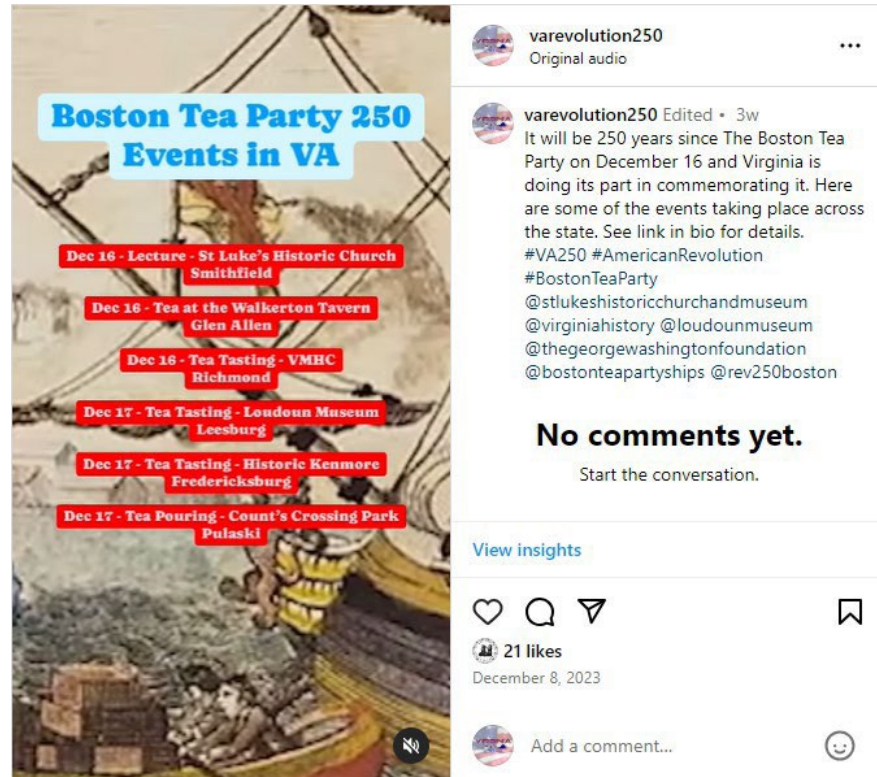 Boston Tea Party 250
Events in VA
Dec 16 - Lecture - St Luke's Historic Church
Smithfield
Dec 16 - Tea at the Walkerton Tavern
Glen Allen
Dec 16 - Tea Tasting - VMHC
Richmond
Dec 17 - Tea Tasting - Loudoun Museum
Leesburg
Dec 17 - Tea Tasting - Historic Kenmore
Fredericksburg
Dec 17 - Tea Pouring - Count's Crossing Park
Pulaski
varevolution250
Original audio
varevolution250 Edited • 3w
It will be 250 years since The Boston Tea
Party on December 16 and Virginia is
doing its part in commemorating it. Here
are some of the events taking place across
the state. See link in bio for details.
#VA250 #AmericanRevolution
#BostonTeaParty
@stlukeshistoricchurchandmuseum
@virginiahistory @loudounmuseum
@thegeorgewashingtonfoundation
@bostonteapartyships @rev250boston
No comments yet.
Start the conversation.
View insights
21 likes
December 8, 2023
Add a comment...